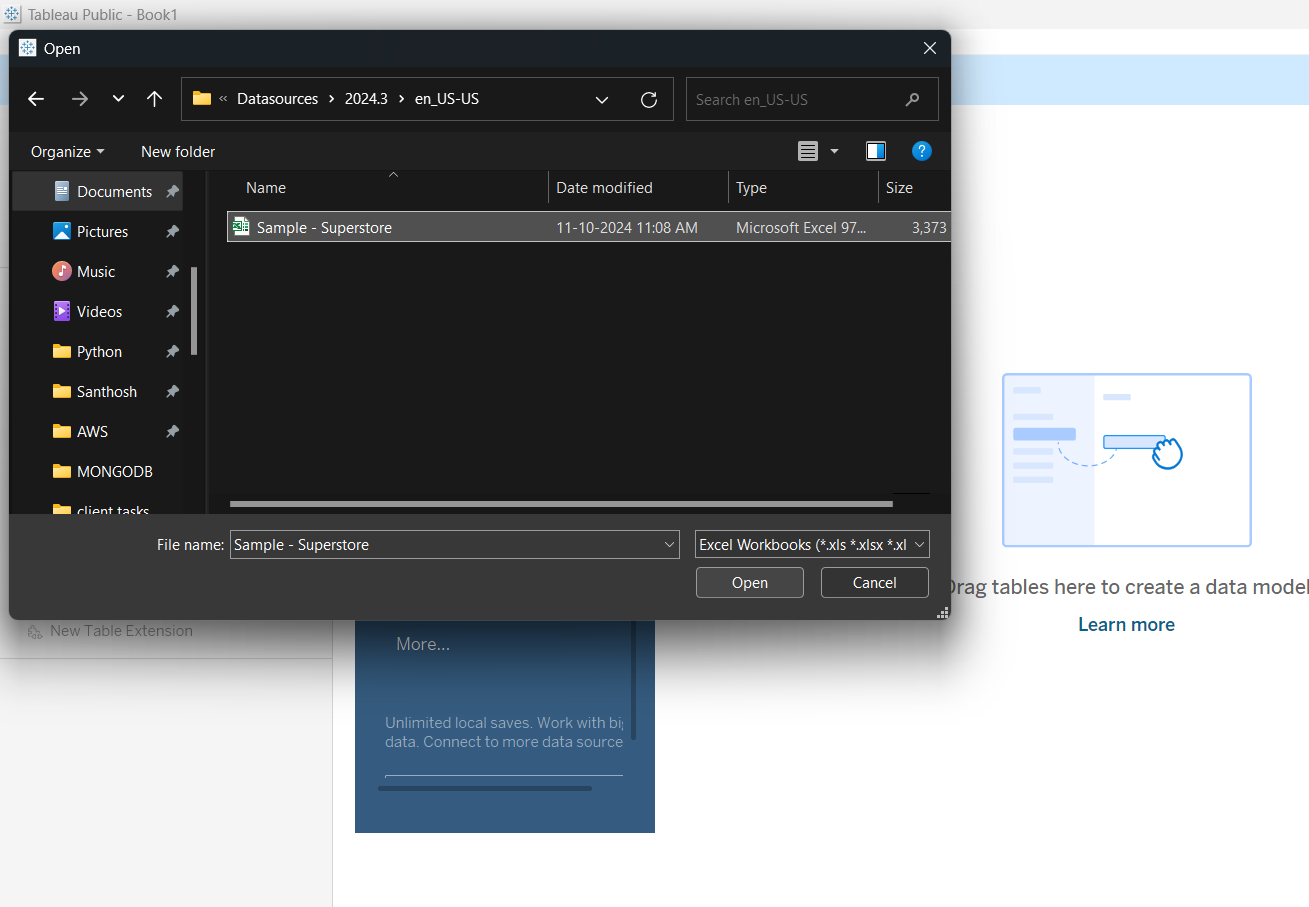 Tableau Public - Book1
Open
« Datasources › 2024.3 › en_US-US
Search en_US-US
Organize
New folder
?
Name Date modified Type Size
Sample - Superstore 11-10-2024 11:08 AM Microsoft Excel 97... 3,373
Documents
Pictures
Music
Videos
Python
Santhosh
AWS
MONGODB
client tasks
File name: Sample - Superstore
Excel Workbooks (*.xls *.xlsx *.xl
Open
Cancel
Drag tables here to create a data model
Learn more
New Table Extension
More...
Unlimited local saves. Work with big
data. Connect to more data source